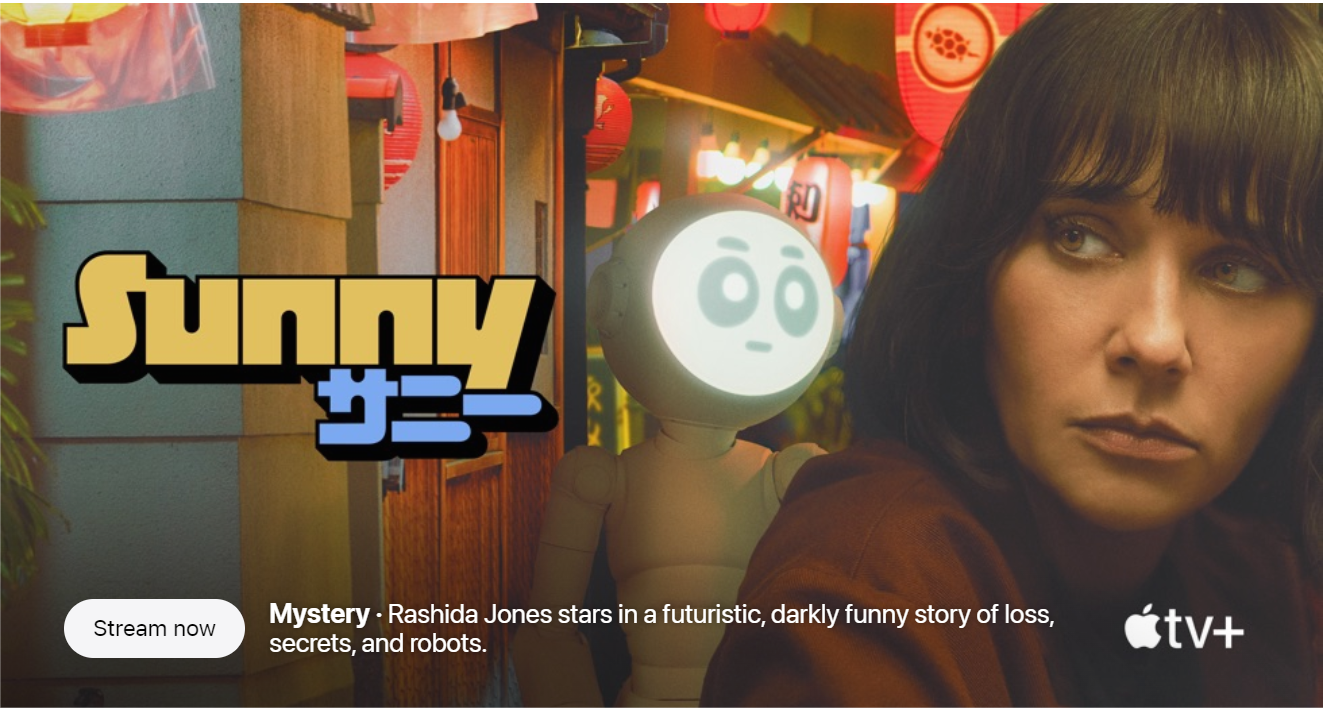 Sunny
サニー
Stream now
Mystery · Rashida Jones stars in a futuristic, darkly funny story of loss,
secrets, and robots.
tv+